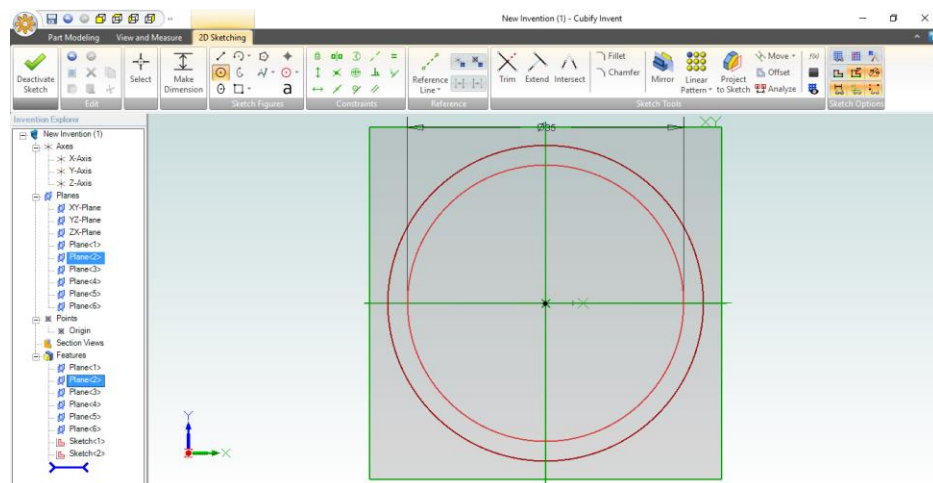 New Invention (1) - Cubify Invent
Part Modeling View and Measure 2D Sketching
Deactivate Sketch
Edit
Select
Make Dimension
a
Sketch Figures
Constraints
Reference Line
Reference
Trim Extend Intersect
Fillet
Chamfer
Mirror
Linear Pattern
Project to Sketch
Move
Offset
Analyze
Sketch Tools
f(x)
Sketch Options
Invention Explorer
New Invention (1)
Axes
X-Axis
Y-Axis
Z-Axis
Planes
XY-Plane
YZ-Plane
ZX-Plane
Plane<1>
Plane<2>
Plane<3>
Plane<4>
Plane<5>
Plane<6>
Points
Origin
Section Views
Features
Plane<1>
Plane<2>
Plane<3>
Plane<4>
Plane<5>
Plane<6>
Sketch<1>
Sketch<2>
Ø35
XY
X
Y
X